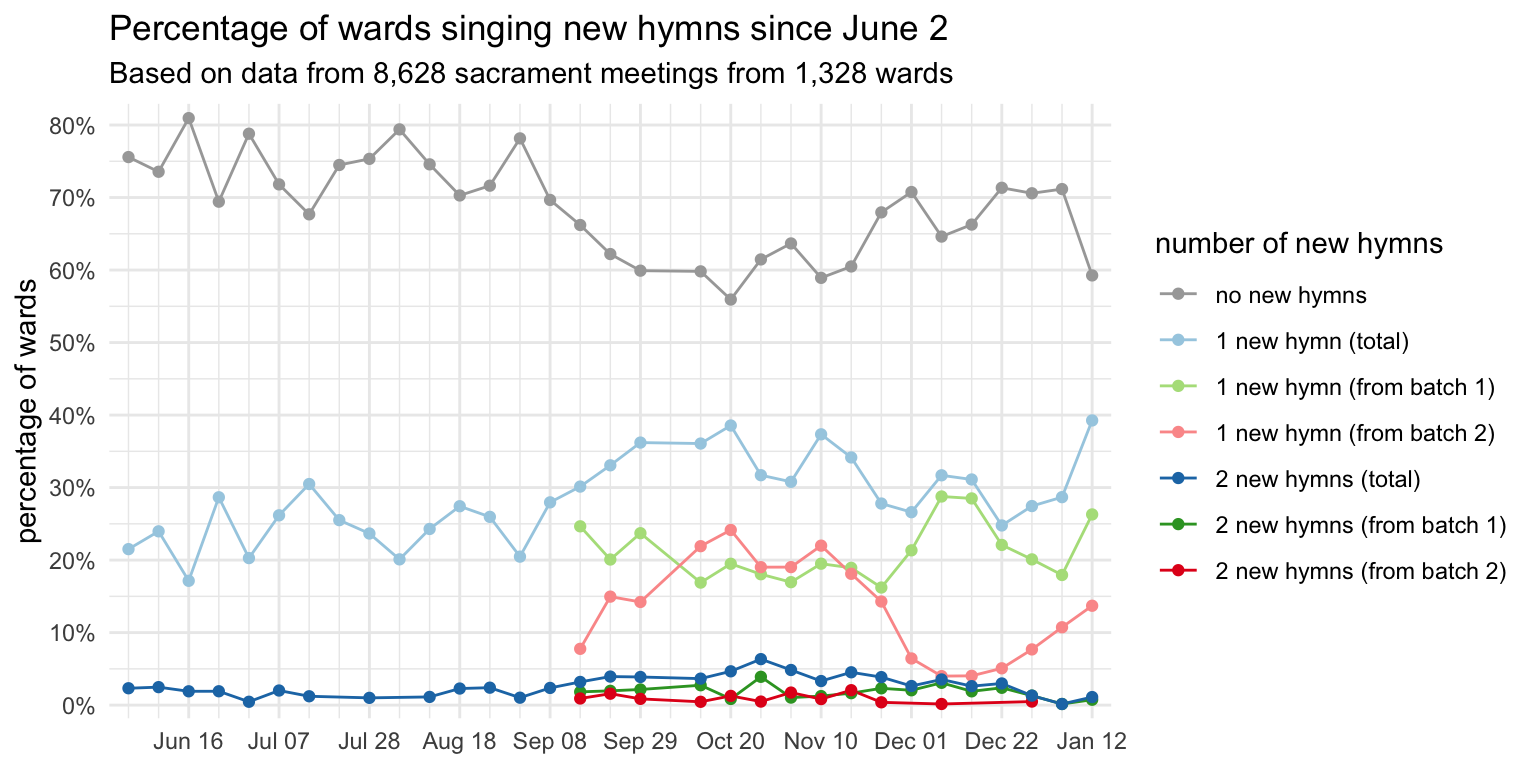 Percentage of wards singing new hymns since June 2
Based on data from 8,628 sacrament meetings from 1,328 wards
percentage of wards
80%
70%
60%
50%
40%
30%
20%
10%
0%
Jun 16 Jul 07 Jul 28 Aug 18 Sep 08 Sep 29 Oct 20 Nov 10 Dec 01 Dec 22 Jan 12
number of new hymns
no new hymns
1 new hymn (total)
1 new hymn (from batch 1)
1 new hymn (from batch 2)
2 new hymns (total)
2 new hymns (from batch 1)
2 new hymns (from batch 2)